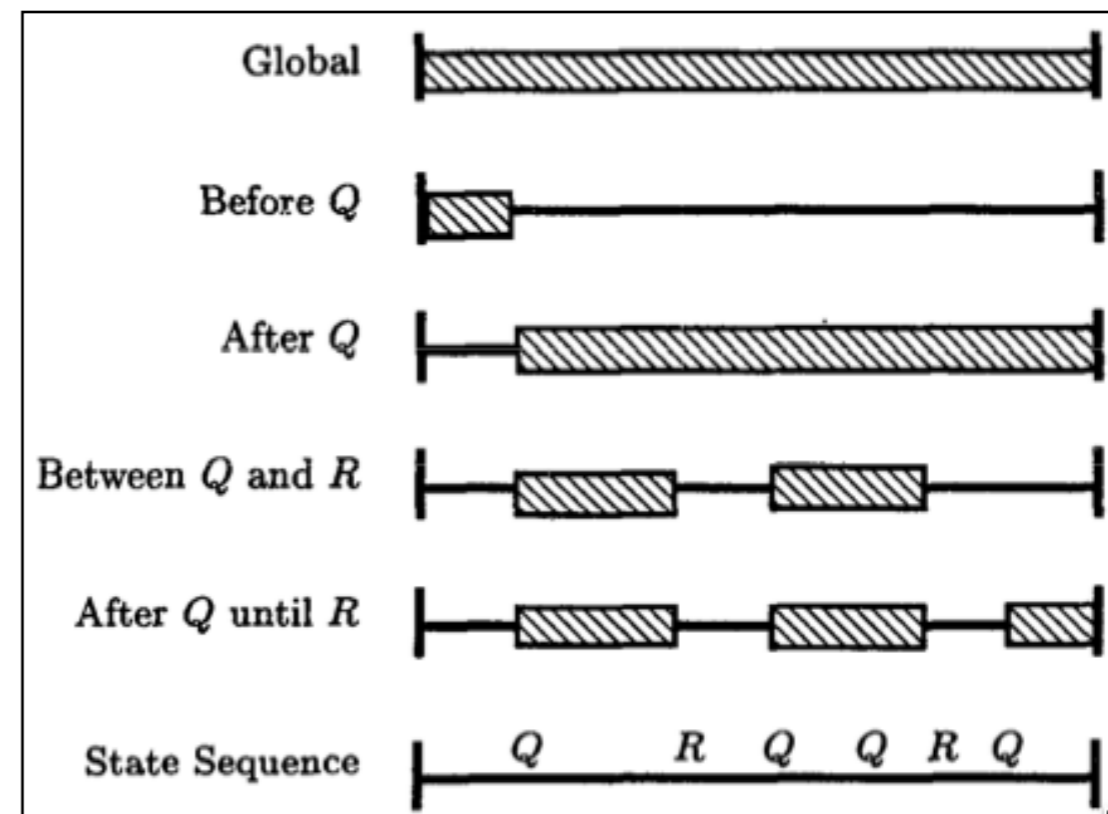 Global
Before Q
After Q
Between Q and R
After Q until R
State Sequence Q R Q Q R Q